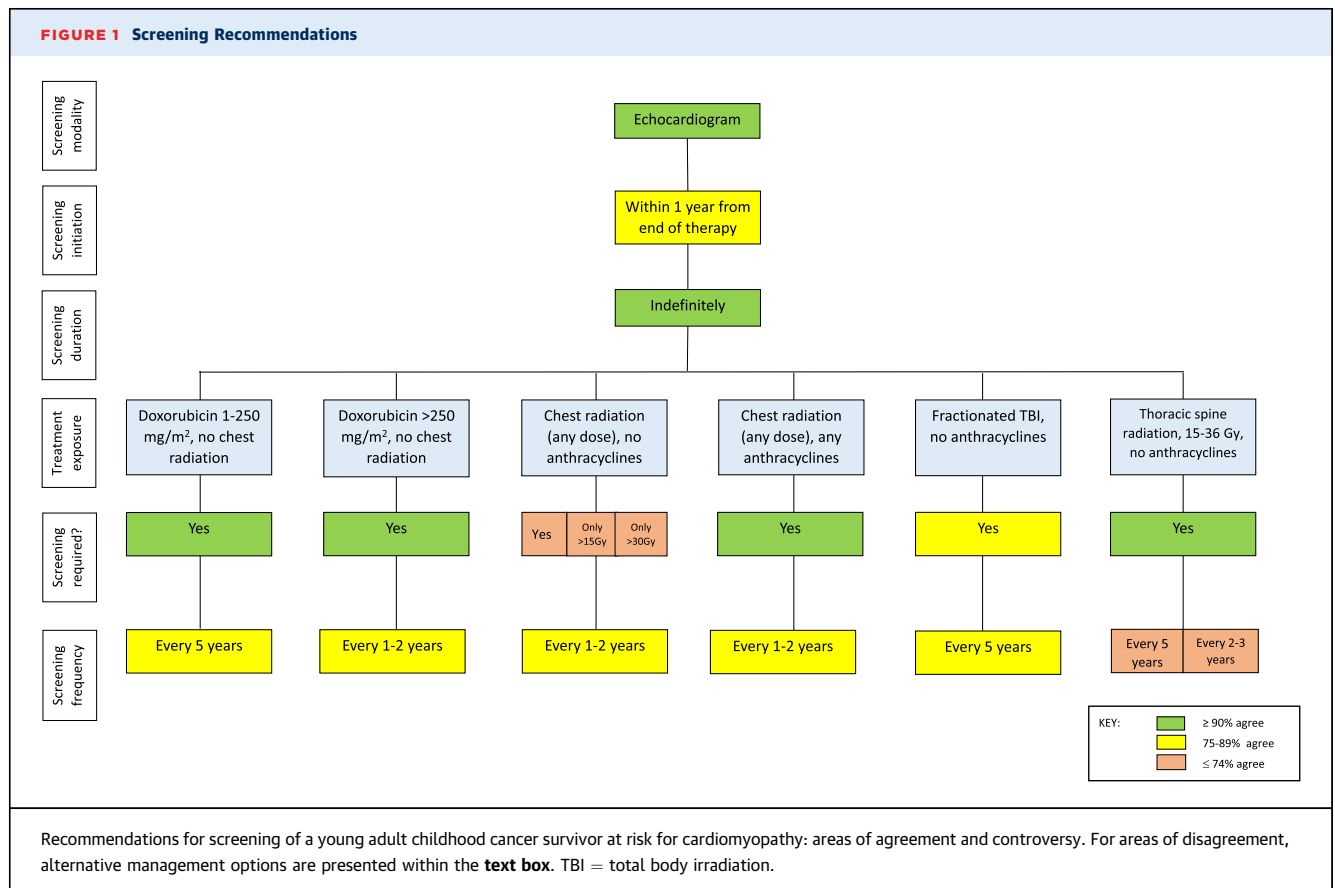 FIGURE 1 Screening Recommendations
Screening
modality
Echocardiogram
Screening
initiation
Within 1 year from
end of therapy
Screening
duration
Indefinitely
Treatment
exposure
Doxorubicin 1-250
mg/m², no chest
radiation
Doxorubicin >250
mg/m², no chest
radiation
Chest radiation
(any dose), no
anthracyclines
Chest radiation
(any dose), any
anthracyclines
Fractionated TBI,
no anthracyclines
Thoracic spine
radiation, 15-36 Gy,
no anthracyclines
Screening
required?
Yes
Yes
Yes
Only
>15Gy
Only
>30Gy
Yes
Yes
Yes
Screening
frequency
Every 5 years
Every 1-2 years
Every 1-2 years
Every 1-2 years
Every 5 years
Every 5
years
Every 2-3
years
KEY:
≥ 90% agree
75-89% agree
≤ 74% agree
Recommendations for screening of a young adult childhood cancer survivor at risk for cardiomyopathy: areas of agreement and controversy. For areas of disagreement,
alternative management options are presented within the text box. TBI = total body irradiation.